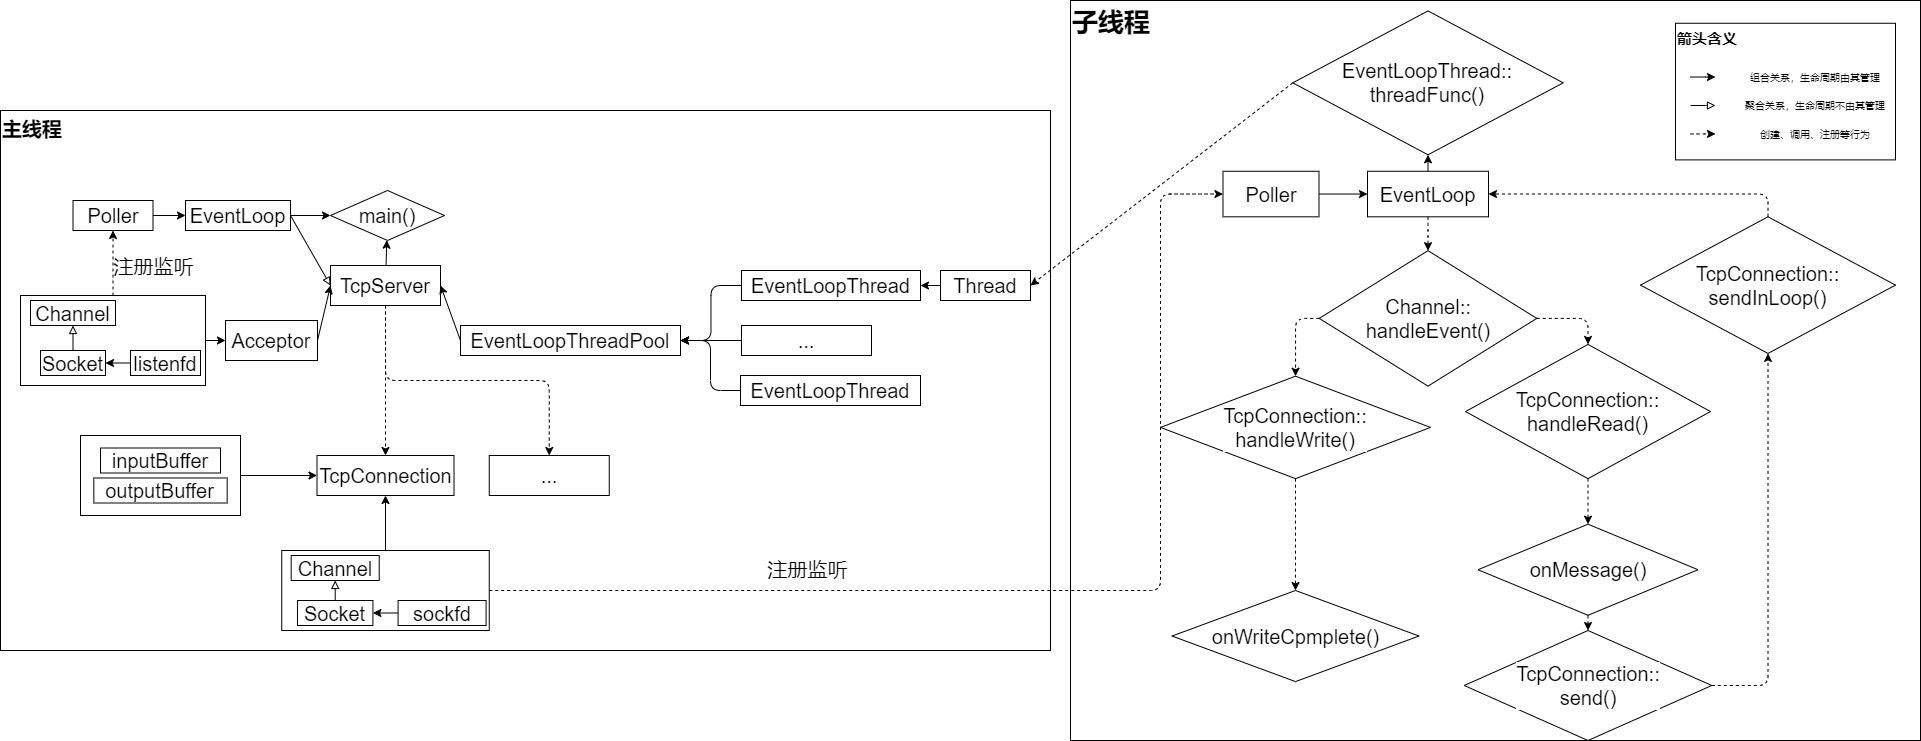 主线程
Poller
EventLoop
main()
注册监听
TcpServer
Channel
Socket
listenfd
Acceptor
EventLoopThreadPool
EventLoopThread
Thread
...
EventLoopThread
inputBuffer
outputBuffer
TcpConnection
...
Channel
Socket
sockfd
注册监听
子线程
EventLoopThread::
threadFunc()
箭头含义
组合关系，生命周期由其管理
聚合关系，生命周期不由其管理
创建、调用、注册等行为
Poller
EventLoop
Channel::
handleEvent()
TcpConnection::
sendInLoop()
TcpConnection::
handleWrite()
TcpConnection::
handleRead()
onMessage()
onWriteCpmplete()
TcpConnection::
send()